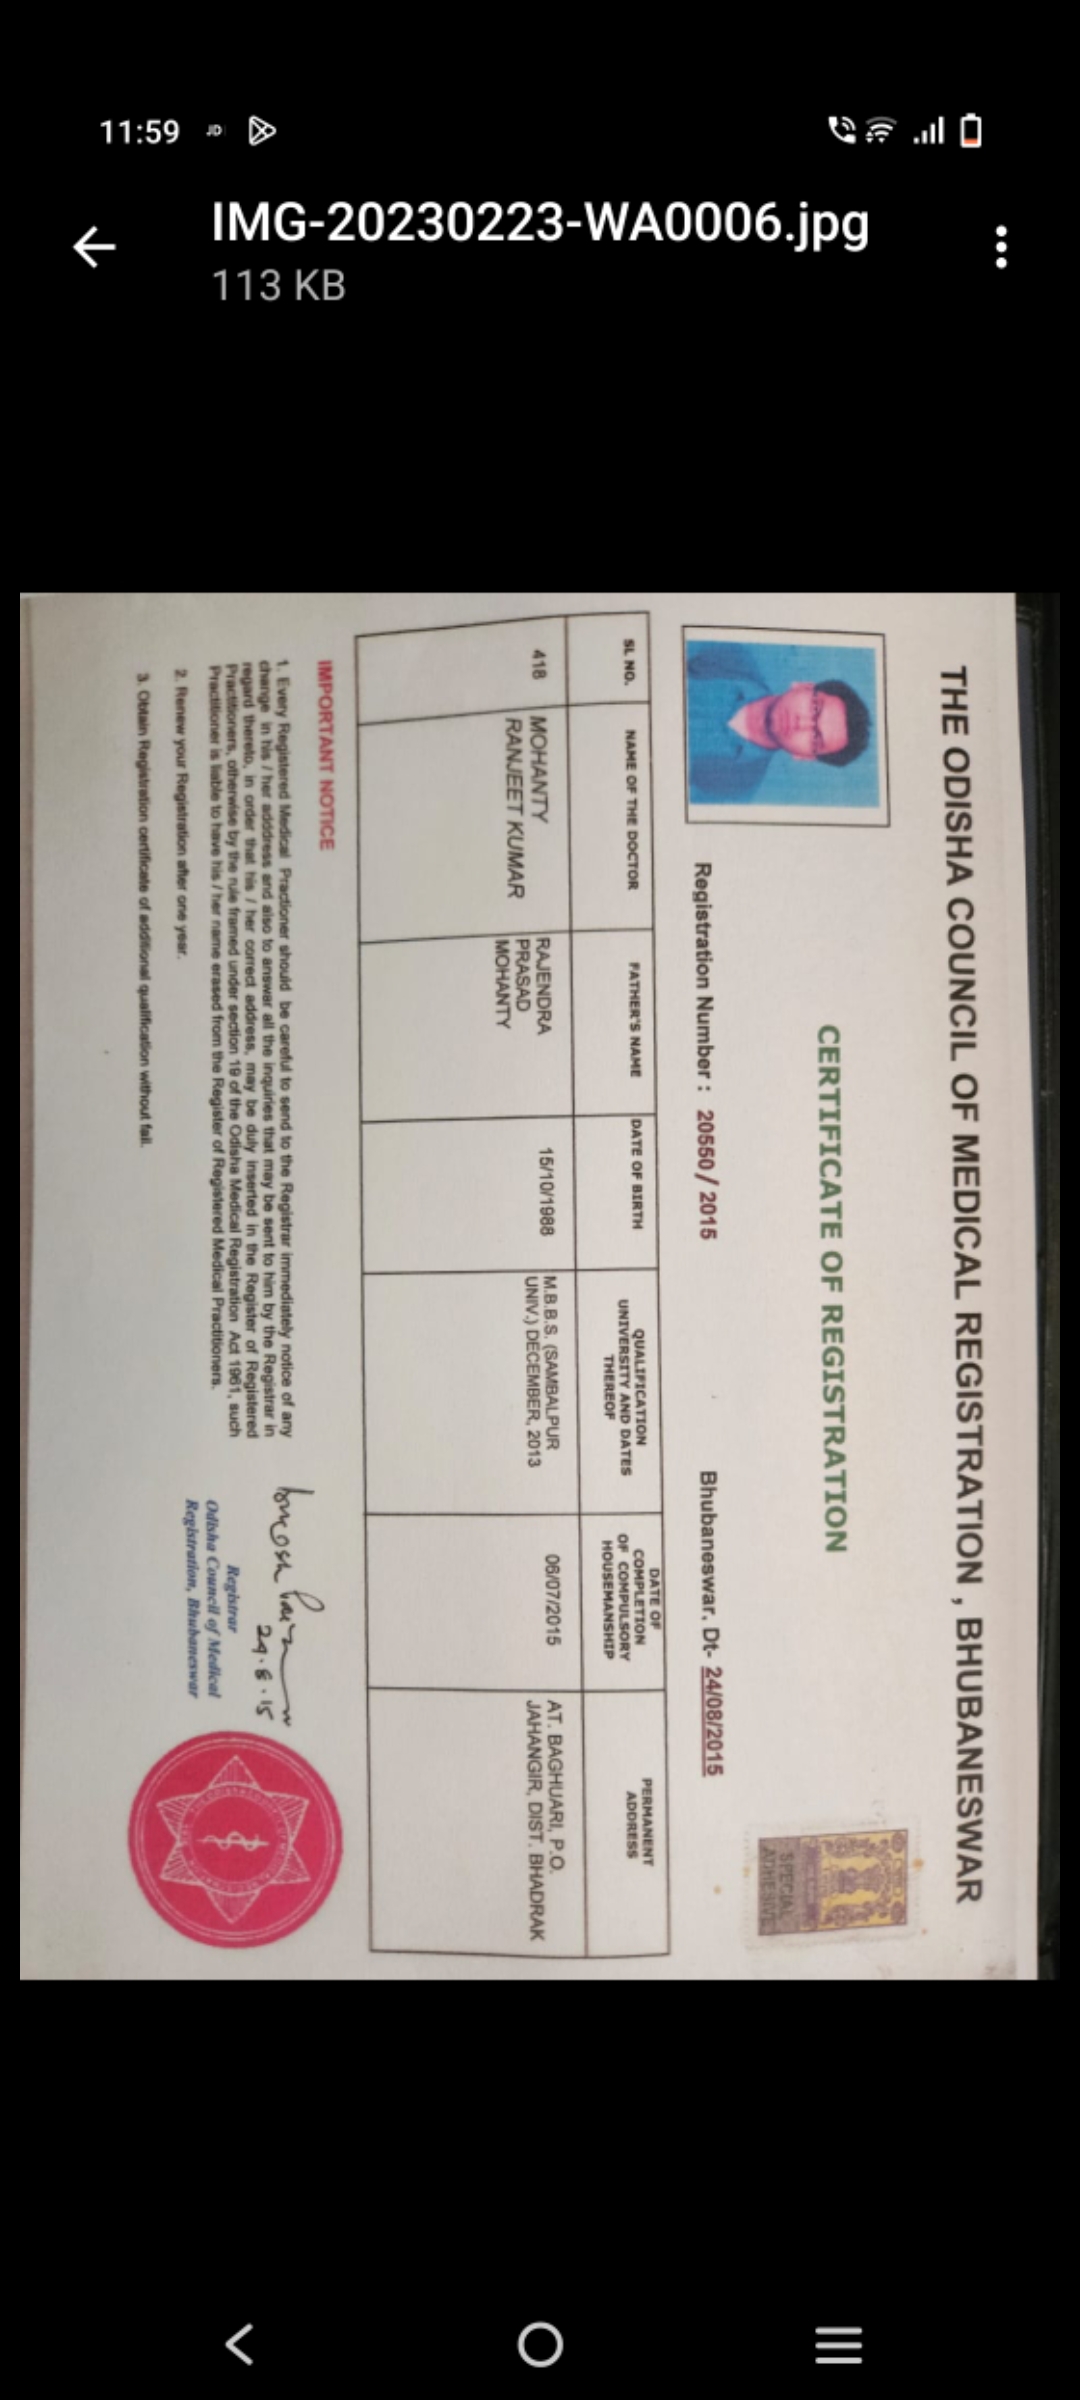 11:59
IMG-20230223-WA0006.jpg
113 KB
THE ODISHA COUNCIL OF MEDICAL REGISTRATION , BHUBANESWAR
CERTIFICATE OF REGISTRATION
SPECIAL
ADHESIVE
Registration Number : 20550 / 2015
Bhubaneswar. Dt- 24/08/2015
SL NO.
NAME OF THE DOCTOR
FATHER'S NAME
DATE OF BIRTH
QUALIFICATION
UNIVERSITY AND DATES
THEREOF
DATE OF
COMPLETION
OF COMPULSORY
HOUSEMANSHIP
PERMANENT
ADDRESS
418
MOHANTY
RANJEET KUMAR
RAJENDRA
PRASAD
MOHANTY
15/10/1988
M.B.B.S. (SAMBALPUR
UNIV.) DECEMBER, 2013
06/07/2015
AT. BAGHUARI, P.O.
JAHANGIR, DIST. BHADRAK
IMPORTANT NOTICE
1. Every Registered Medical Practioner should be careful to send to the Registrar immediately notice of any
change in his / her adddress and also to answar all the inquiries that may be sent to him by the Registrar in
regard thereto, in order that his / her correct address, may be duly inserted in the Register of Registered
Practitioners, otherwise by the rule framed under section 19 of the Odisha Medical Registration Act 1961, such
Practitioner is liable to have his / her name erased from the Register of Registered Medical Practitioners.
2. Renew your Registration after one year.
3. Obtain Registration certificate of additional qualification without fail.
29.8.15
Registrar
Odisha Council of Medical
Registration, Bhubaneswar